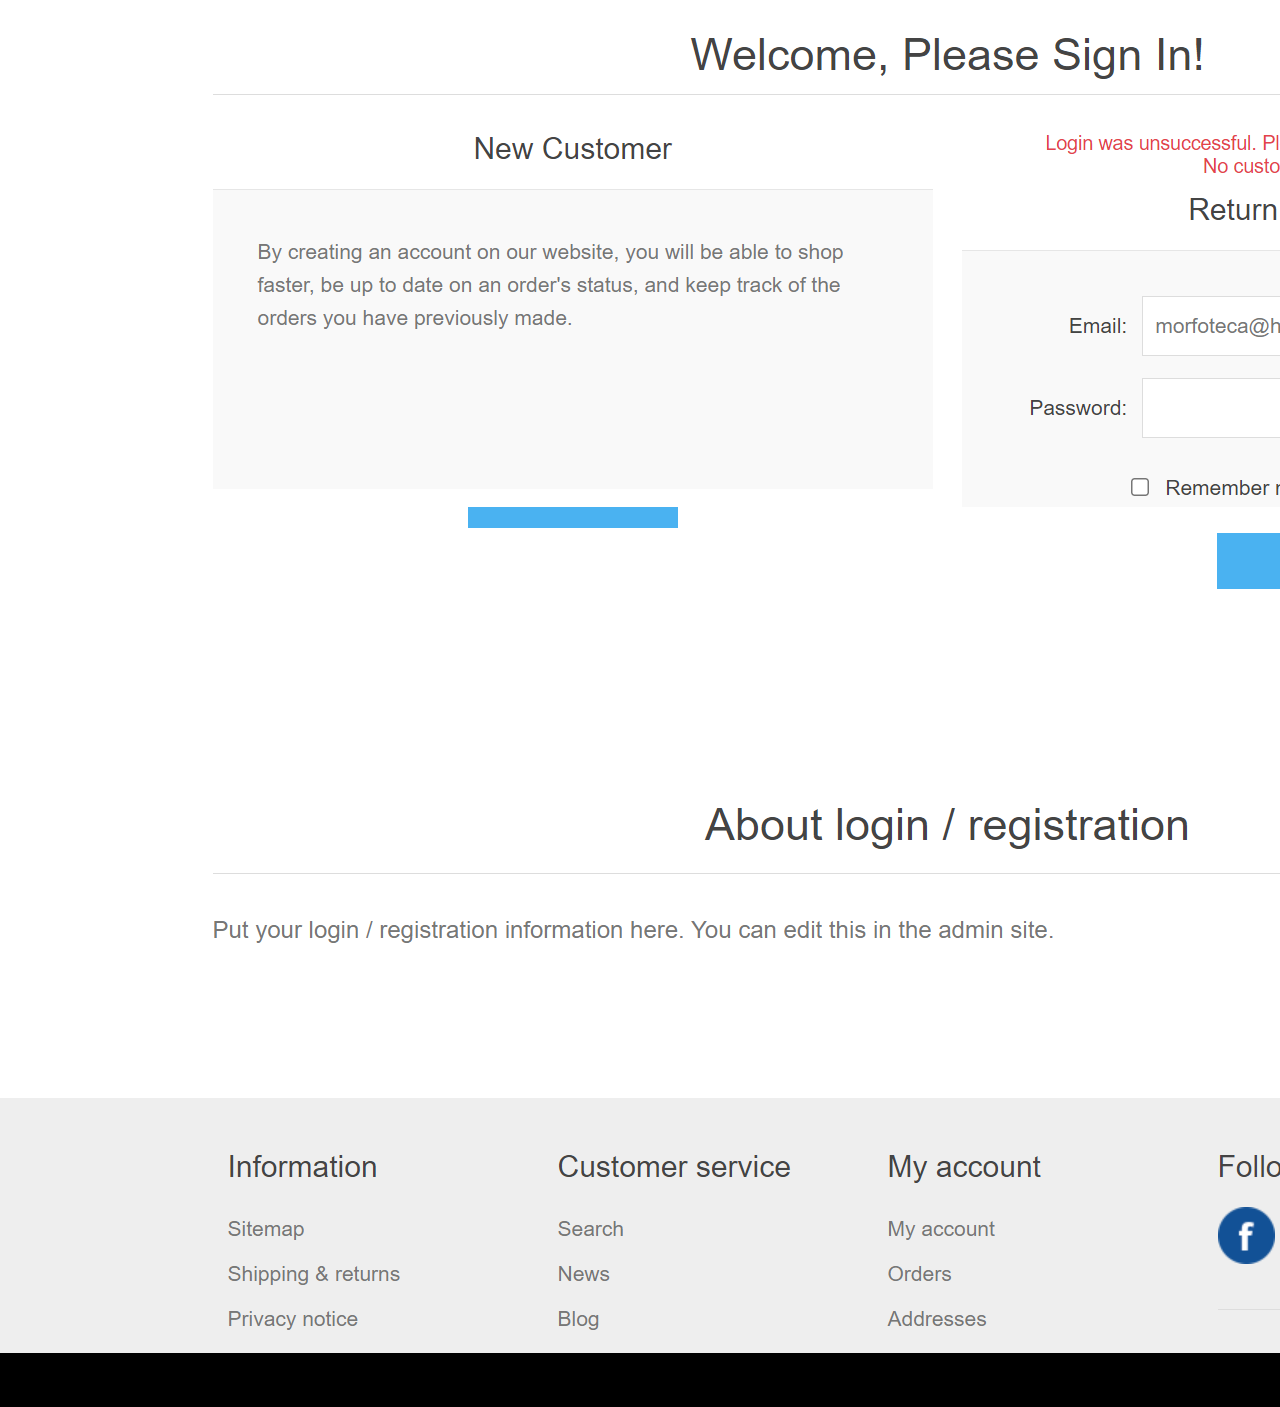 Welcome, Please Sign In!
New Customer
By creating an account on our website, you will be able to shop
faster, be up to date on an order's status, and keep track of the
orders you have previously made.
Login was unsuccessful. Pl
No custo
Return
Email:
morfoteca@h
Password:
Remember
About login / registration
Put your login / registration information here. You can edit this in the admin site.
Information
Sitemap
Shipping & returns
Privacy notice
Customer service
Search
News
Blog
My account
My account
Orders
Addresses
Follo
f